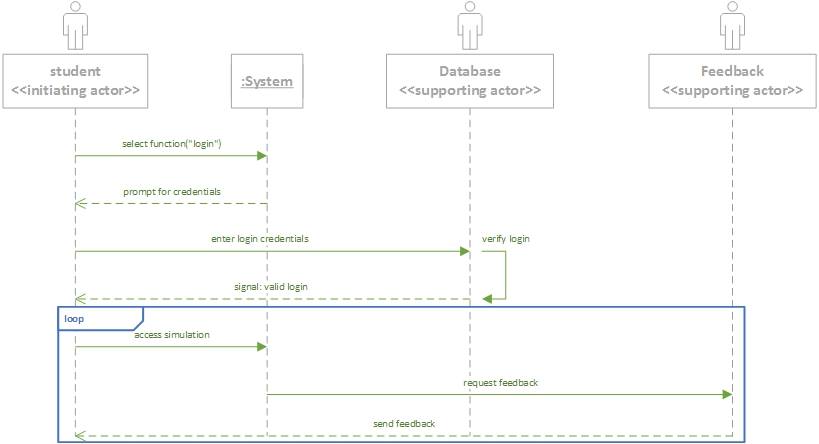 student
<<initiating actor>>
:System
Database
<<supporting actor>>
Feedback
<<supporting actor>>
select function("login")
prompt for credentials
enter login credentials
verify login
signal: valid login
loop
access simulation
request feedback
send feedback